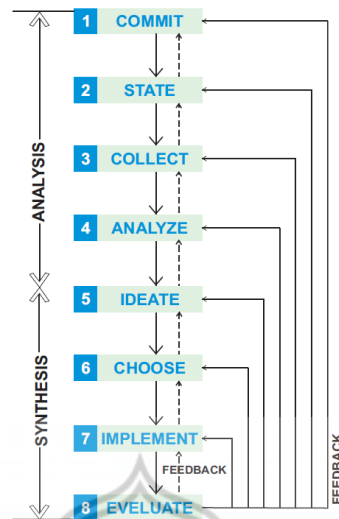 1 COMMIT
2 STATE
3 COLLECT
4 ANALYZE
5 IDEATE
6 CHOOSE
7 IMPLEMENT
FEEDBACK
8 EVELUATE
ANALYSIS
SYNTHESIS
FEEDBACK